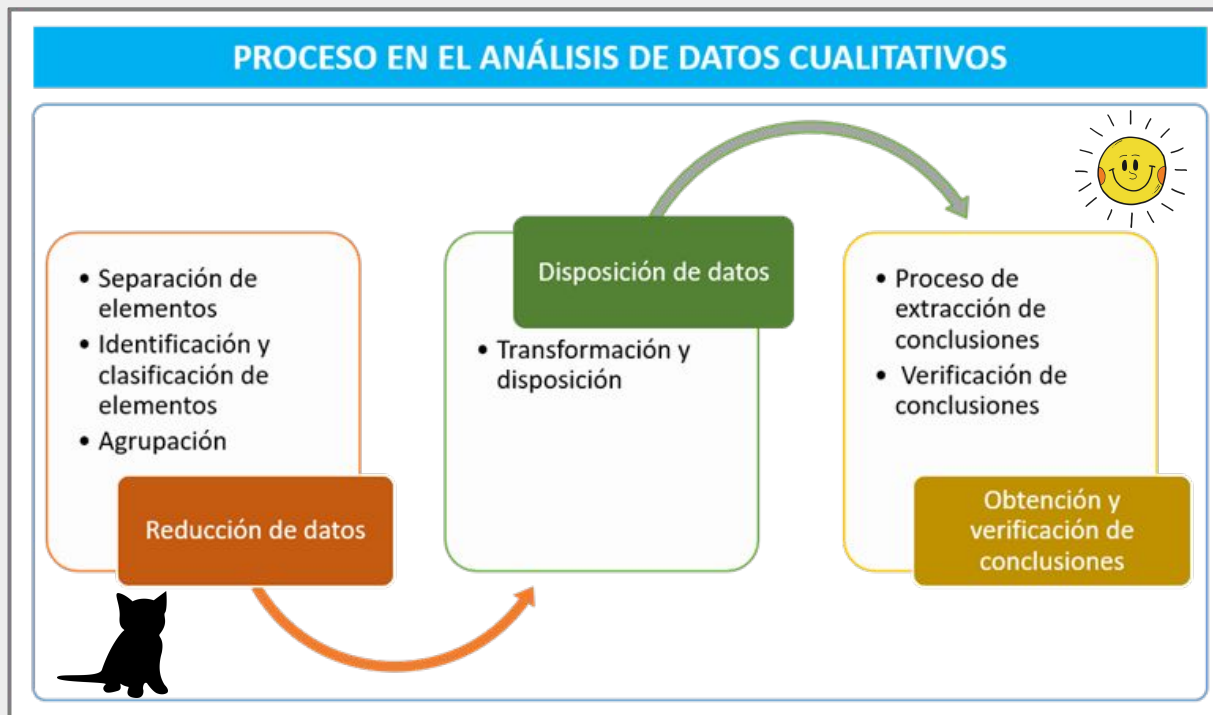 PROCESO EN EL ANÁLISIS DE DATOS CUALITATIVOS
• Separación de
elementos
• Identificación y
clasificación de
elementos
• Agrupación
Reducción de datos
Disposición de datos
• Transformación y
disposición
• Proceso de
extracción de
conclusiones
• Verificación de
conclusiones
Obtención y
verificación de
conclusiones